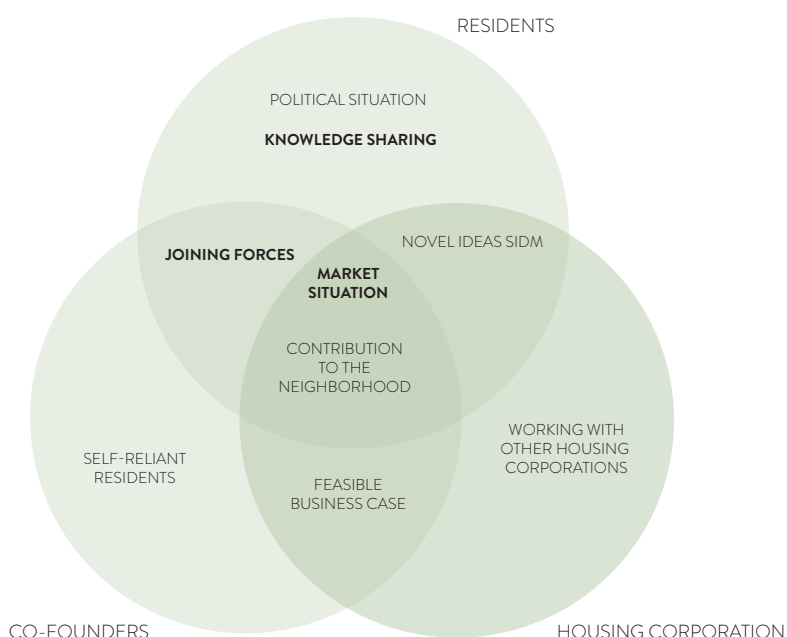 RESIDENTS
POLITICAL SITUATION
KNOWLEDGE SHARING
NOVEL IDEAS SIDM
JOINING FORCES
MARKET
SITUATION
CONTRIBUTION
TO THE
NEIGHBORHOOD
WORKING WITH
OTHER HOUSING
CORPORATIONS
SELF-RELIANT
RESIDENTS
FEASIBLE
BUSINESS CASE
CO-FOUNDERS
HOUSING CORPORATION